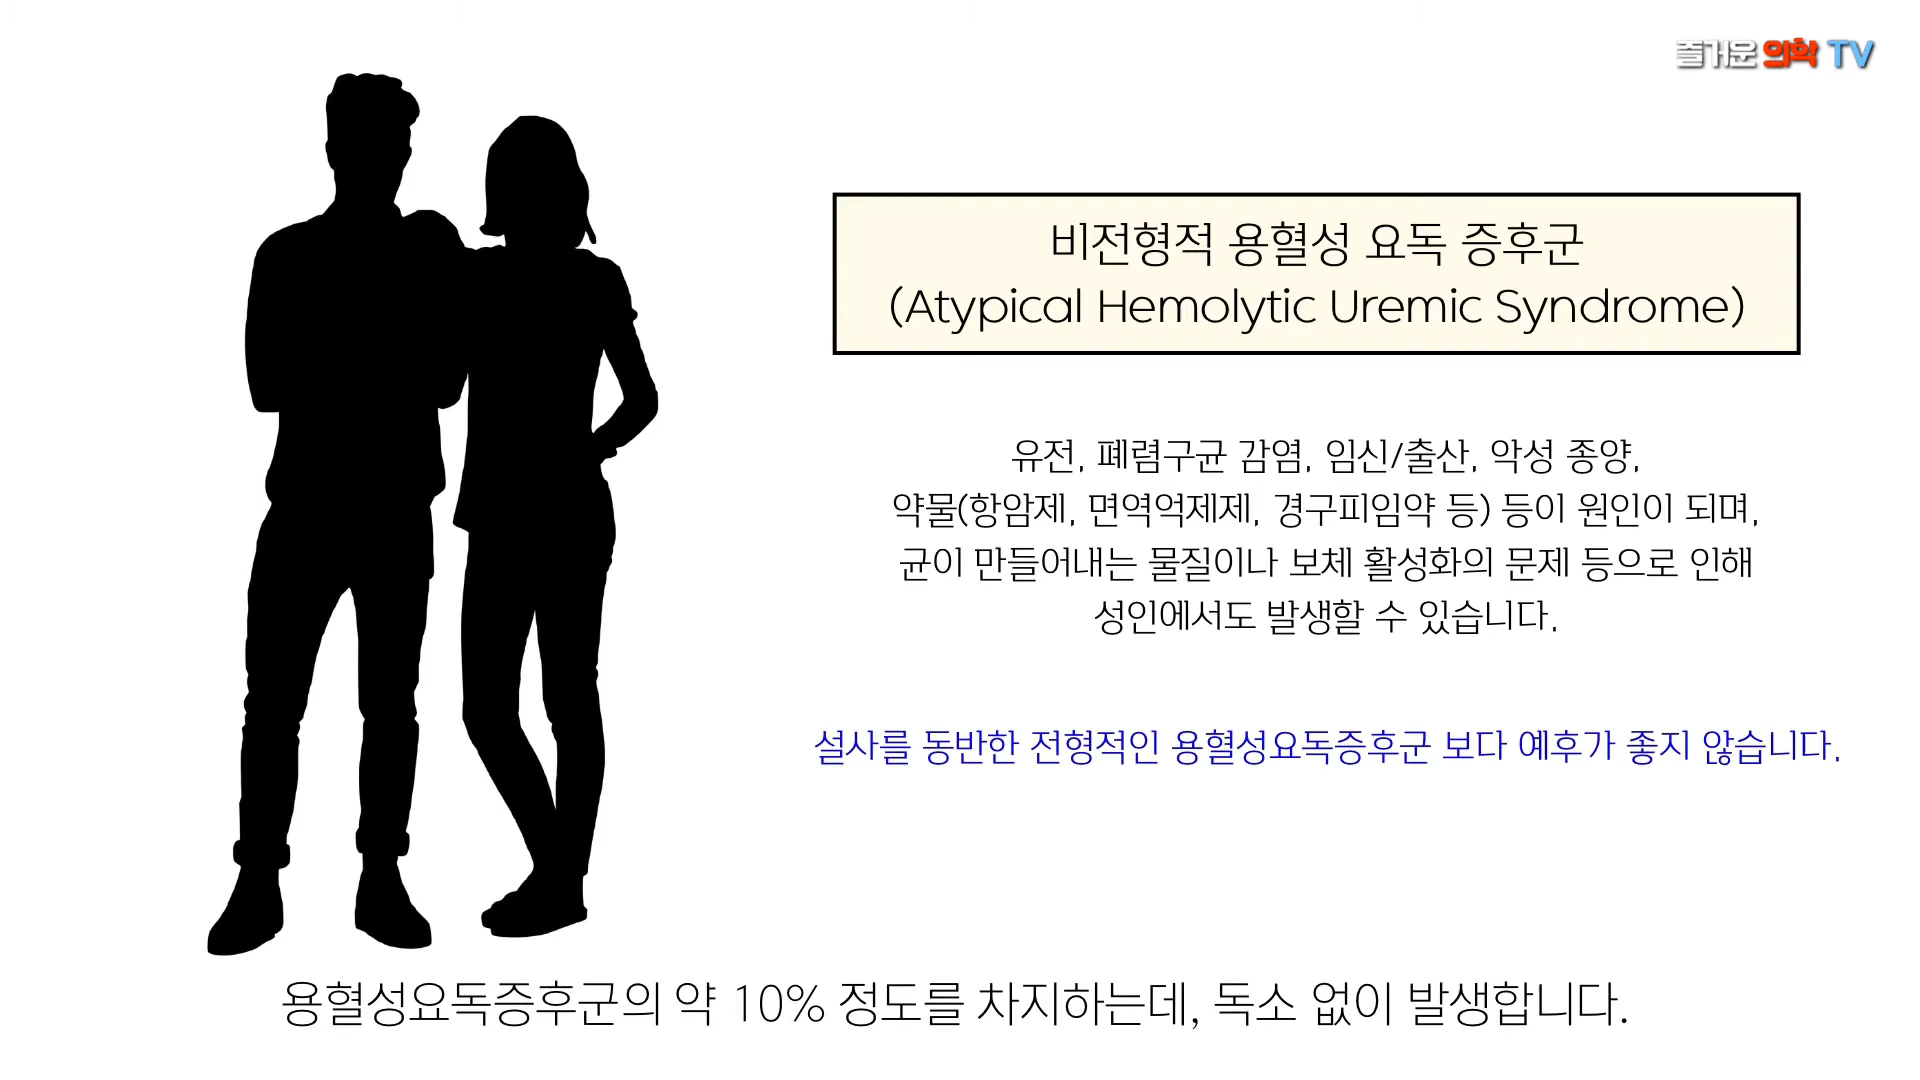 즐거운 의학 TV
비전형적 용혈성 요독 증후군
(Atypical Hemolytic Uremic Syndrome)
유전, 폐렴구균 감염, 임신/출산, 악성 종양,
약물(항암제, 면역억제제, 경구피임약 등) 등이 원인이 되며,
균이 만들어내는 물질이나 보체 활성화의 문제 등으로 인해
성인에서도 발생할 수 있습니다.
설사를 동반한 전형적인 용혈성요독증후군 보다 예후가 좋지 않습니다.
용혈성요독증후군의 약 10% 정도를 차지하는데, 독소 없이 발생합니다.